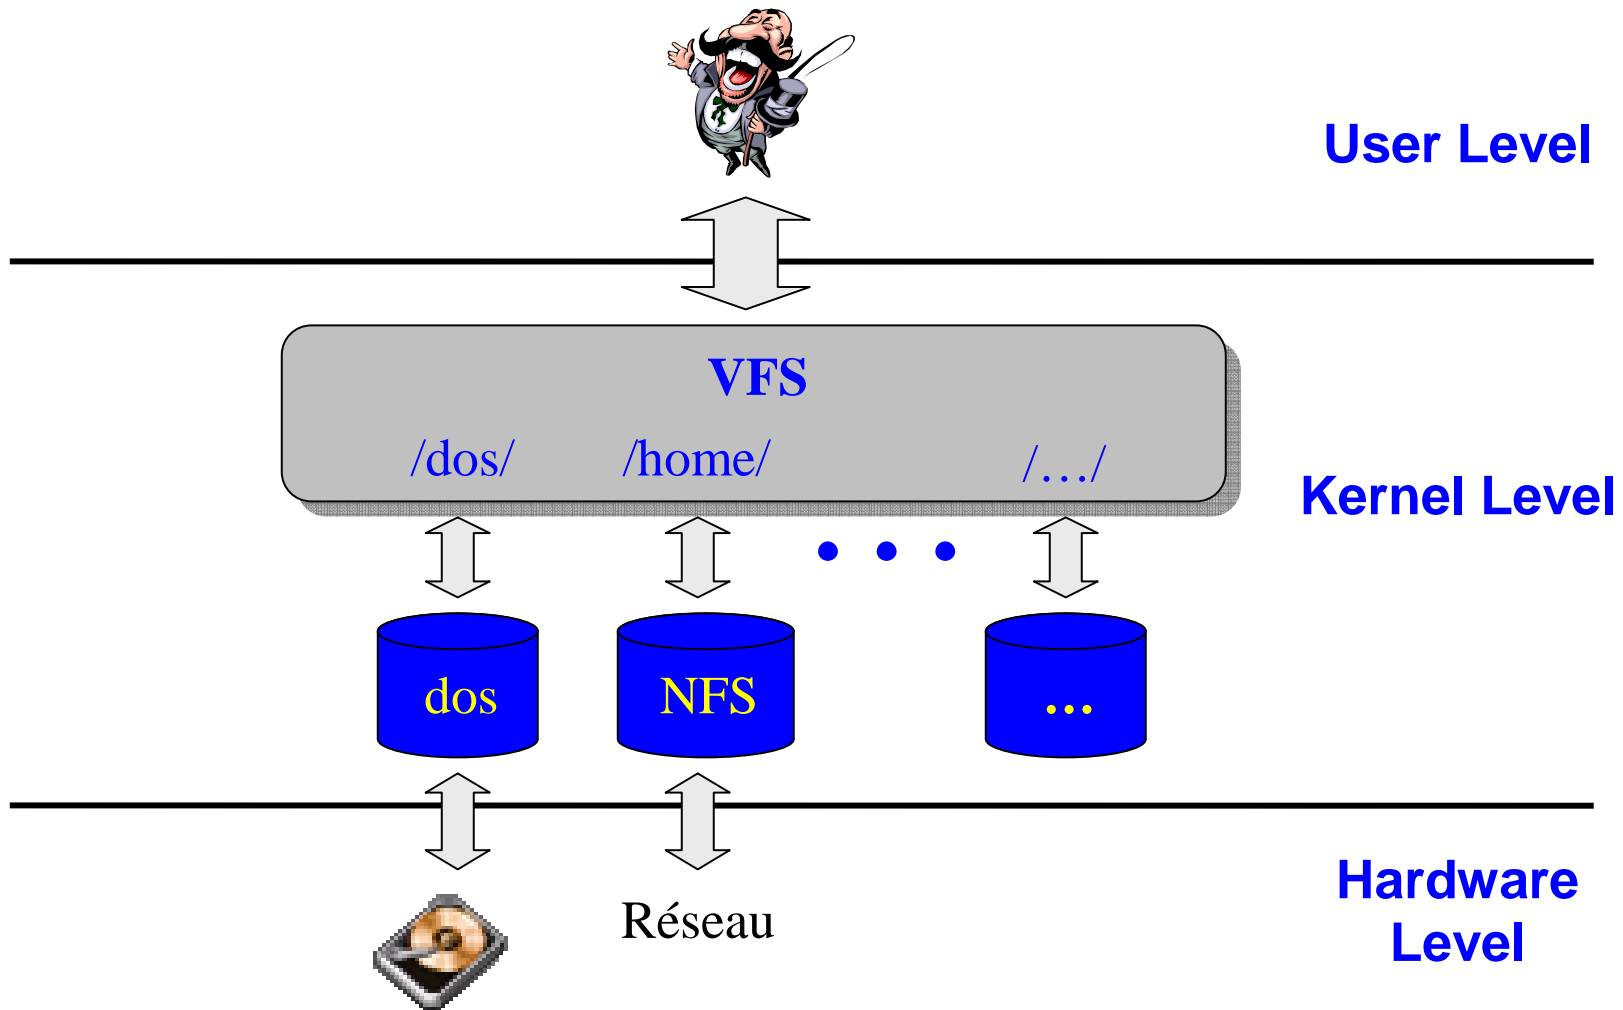 User Level
VFS
/dos/ /home/ /…/
Kernel Level
• • •
dos NFS ...
Réseau
Hardware
Level